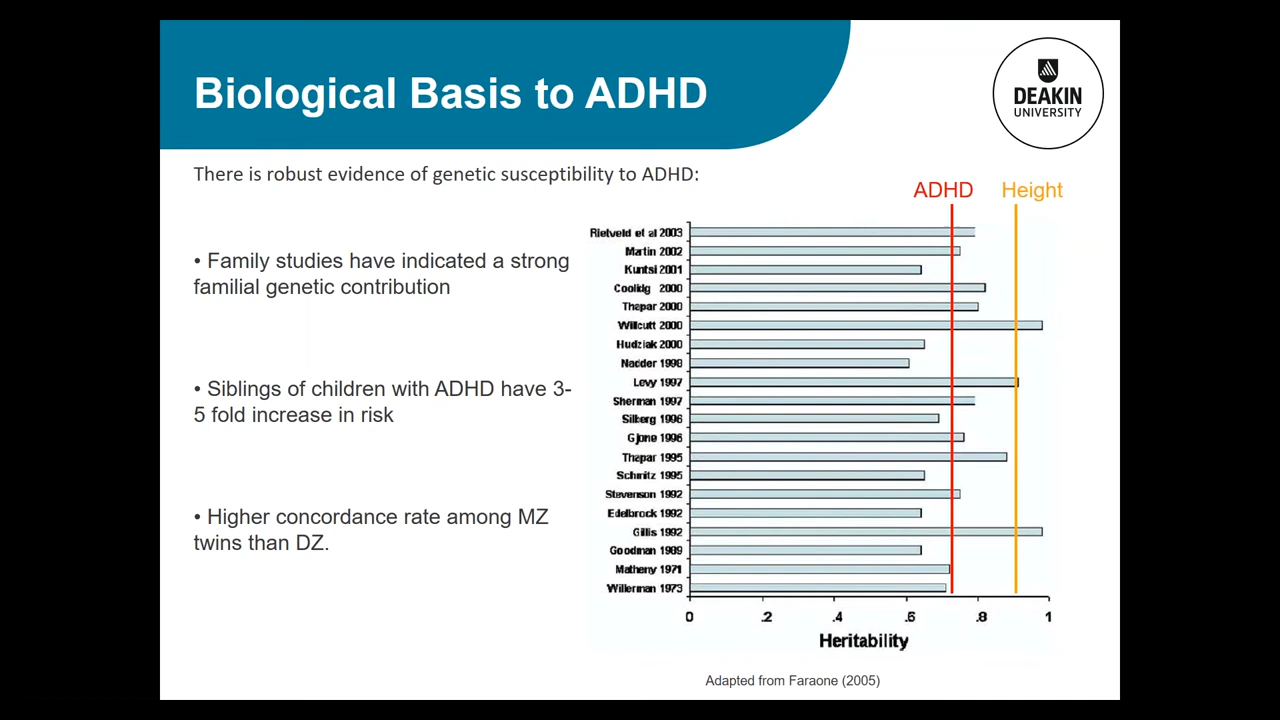 Biological Basis to ADHD
DEAKIN
UNIVERSITY
There is robust evidence of genetic susceptibility to ADHD:
• Family studies have indicated a strong
familial genetic contribution
• Siblings of children with ADHD have 3-
5 fold increase in risk
• Higher concordance rate among MZ
twins than DZ.
ADHD
Height
Rietveld et al 2003
Martin 2002
Kuntsi 2001
Coolidg 2000
Thapar 2000
Willcutt 2000
Hudziak 2000
Nadder 1998
Levy 1997
Sherman 1997
Silberg 1996
Gjone 1996
Thapar 1995
Schmitz 1995
Stevenson 1992
Edelbrock 1992
Gillis 1992
Goodman 1989
Matheny 1971
Willerman 1973
0 .2 .4 .6 .8 1
Heritability
Adapted from Faraone (2005)